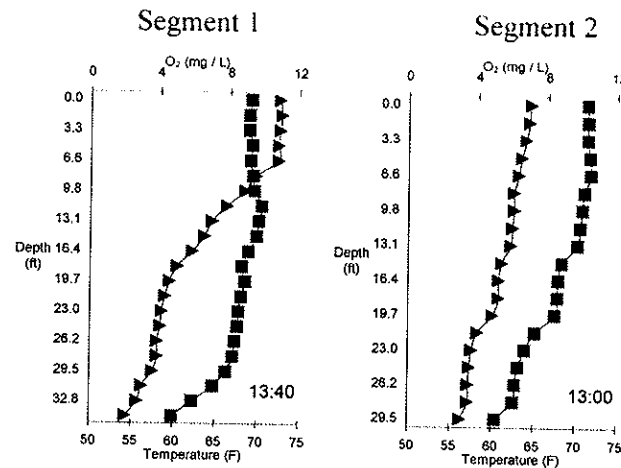 Segment 1
O₂ (mg / L)
0 4 8 12
0.0
3.3
6.6
9.8
13.1
Depth (ft)
16.4
19.7
23.0
26.2
29.5
32.8
13:40
50 55 60 65 70 75
Temperature (F)
Segment 2
O₂ (mg / L)
4 8 12
0.0
3.3
6.6
9.8
13.1
Depth (ft)
16.4
19.7
23.0
26.2
29.5
13:00
50 55 60 65 70 75
Temperature (F)